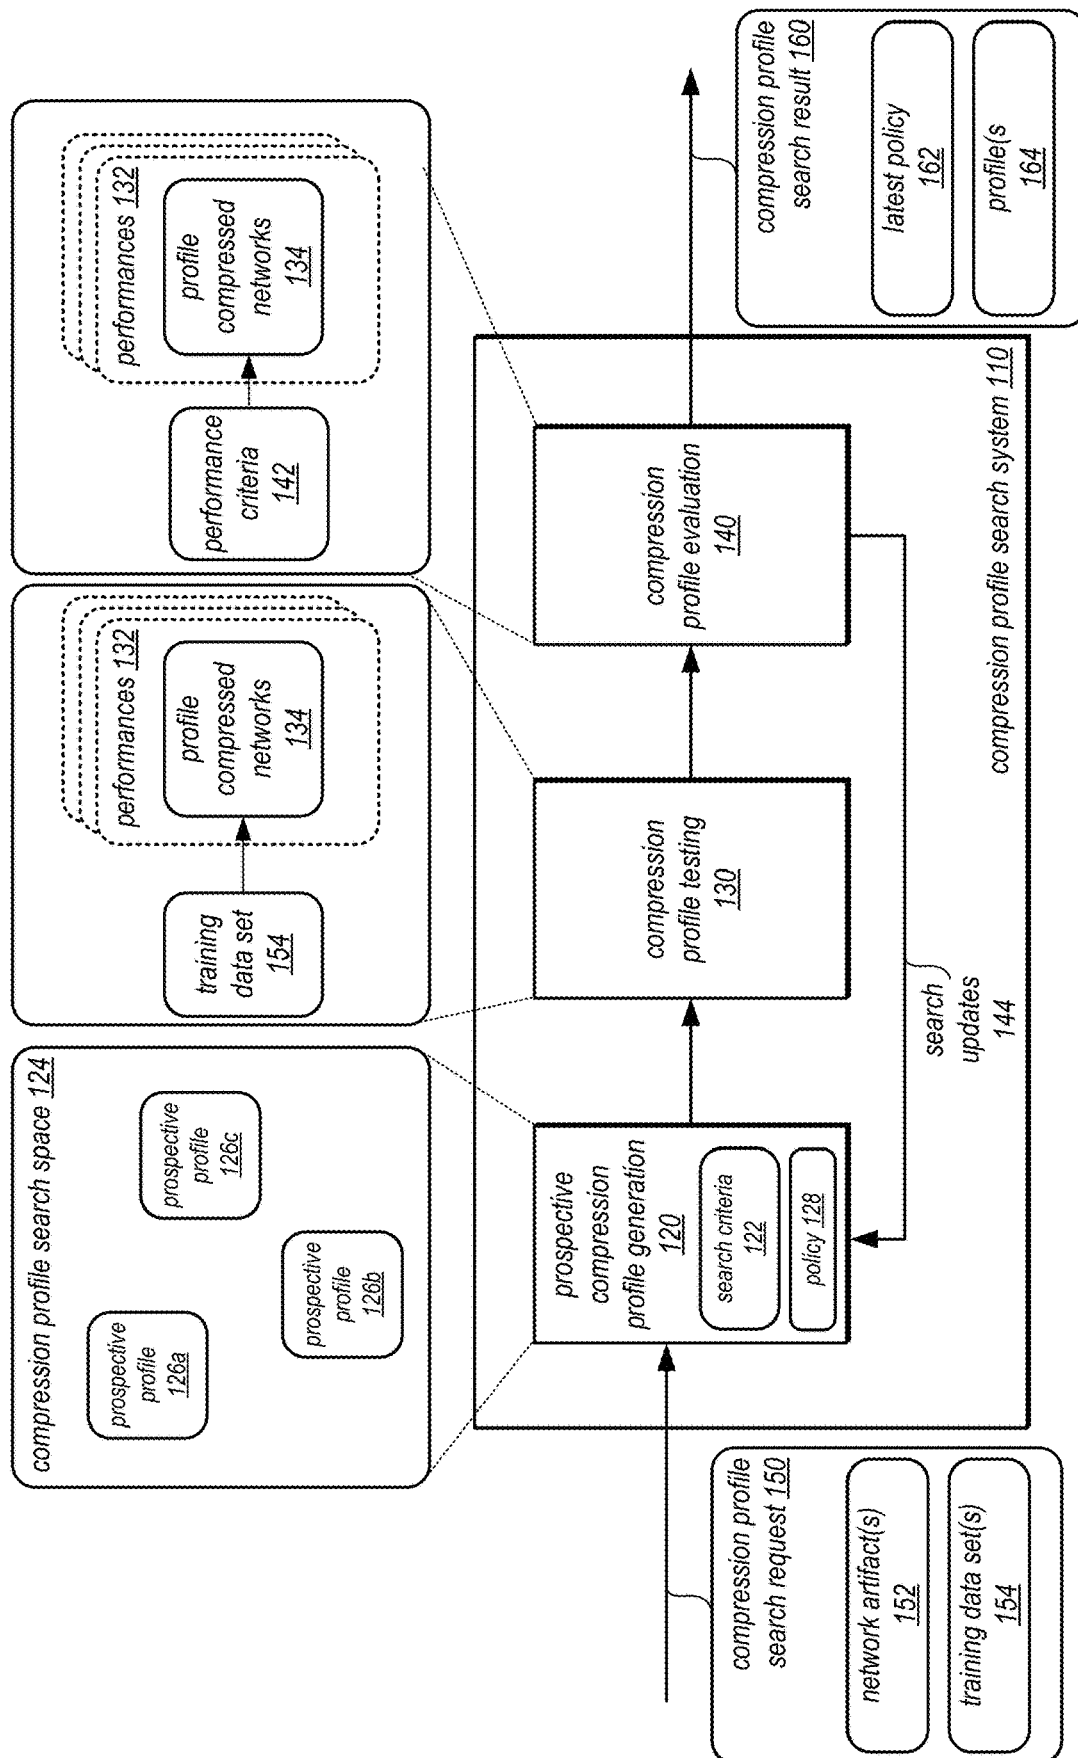 compression profile search space 124
prospective
profile
126a
prospective
profile
126b
prospective
profile
126c
training
data set
154
performances 132
profile
compressed
networks
134
performance
criteria
142
performances 132
profile
compressed
networks
134
prospective
compression
profile generation
120
search criteria
122
policy 128
compression
profile testing
130
compression
profile evaluation
140
search
updates
144
compression profile search system 110
compression profile
search request 150
network artifact(s)
152
training data set(s)
154
compression profile
search result 160
latest policy
162
profile(s
164